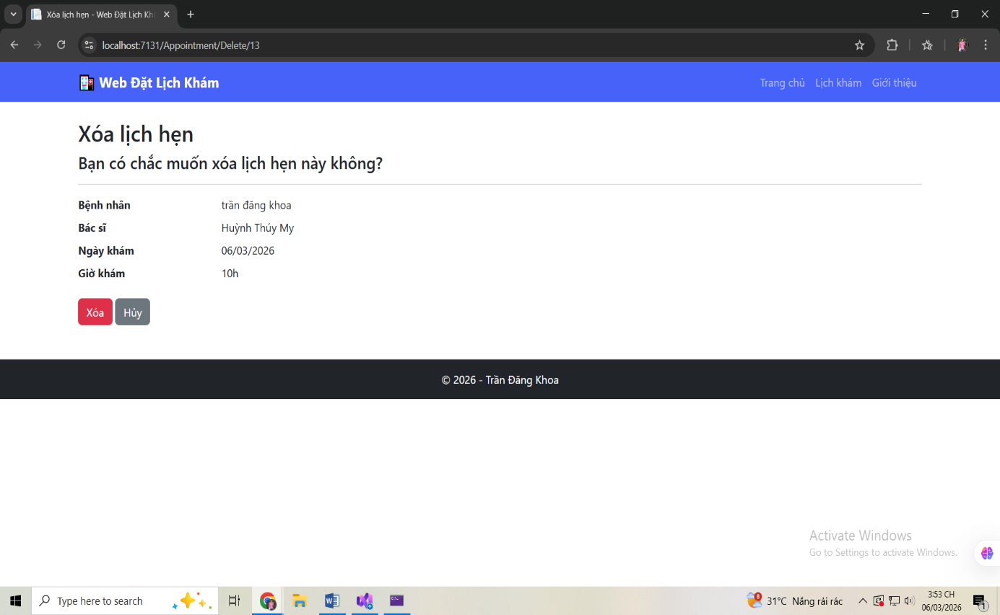 Xóa lịch hẹn - Web Đặt Lịch Kh
localhost:7131/Appointment/Delete/13
Web Đặt Lịch Khám
Trang chủ Lịch khám Giới thiệu
Xóa lịch hẹn
Bạn có chắc muốn xóa lịch hẹn này không?
Bệnh nhân trần đăng khoa
Bác sĩ Huỳnh Thúy My
Ngày khám 06/03/2026
Giờ khám 10h
Xóa Hủy
© 2026 - Trần Đăng Khoa
Activate Windows
Go to Settings to activate Windows.
Type here to search
8
31°C Nắng rải rác
3:53 CH
06/03/2026
1